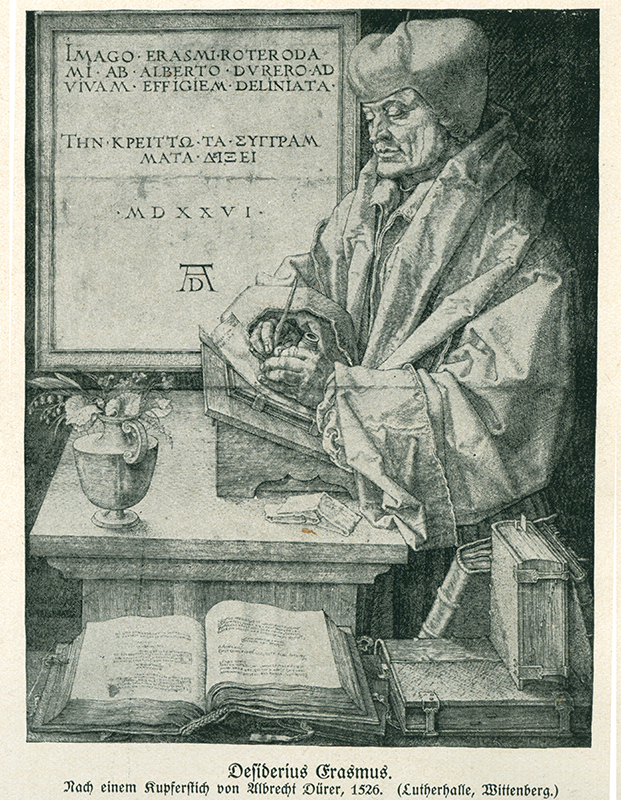 IMAGO · ERASMI · ROTERODA
MI · AB · ALBERTO · DVRERO · AD
VIVAM · EFFIGIEM · DELINIATA ·
ΤΗΝ · ΚΡΕΙΤΤΩ · ΤΑ · ΣΥΓΓΡΑΜ
ΜΑΤΑ · ΔΙΞΕΙ
· MDXXVI ·
AD
Desiderius Erasmus.
Nach einem Kupferstich von Albrecht Dürer, 1526. (Lutherhalle, Wittenberg.)